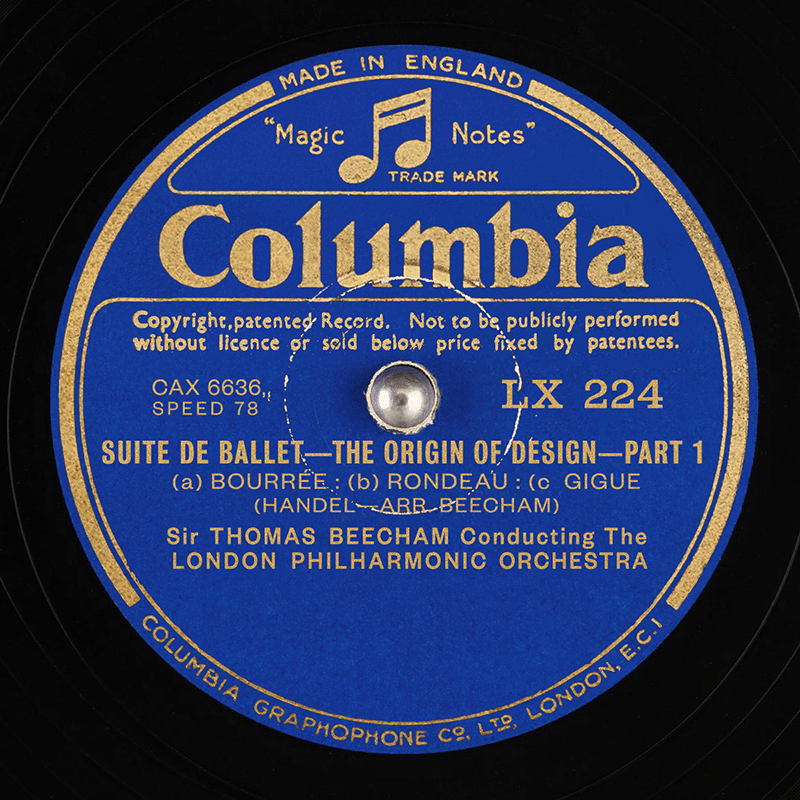 MADE IN ENGLAND
“Magic Notes”
TRADE MARK
Columbia
Copyright, patented Record. Not to be publicly performed
without licence or sold below price fixed by patentees.
CAX 6636,, LX 224
SPEED 78
SUITE DE BALLET—THE ORIGIN OF DESIGN—PART 1
(a) BOURRÉE : (b) RONDEAU : (c GIGUE
(HANDEL—ARR. BEECHAM)
Sir THOMAS BEECHAM Conducting The
LONDON PHILHARMONIC ORCHESTRA
COLUMBIA GRAPHOPHONE CO. LTD. LONDON, E.C.1